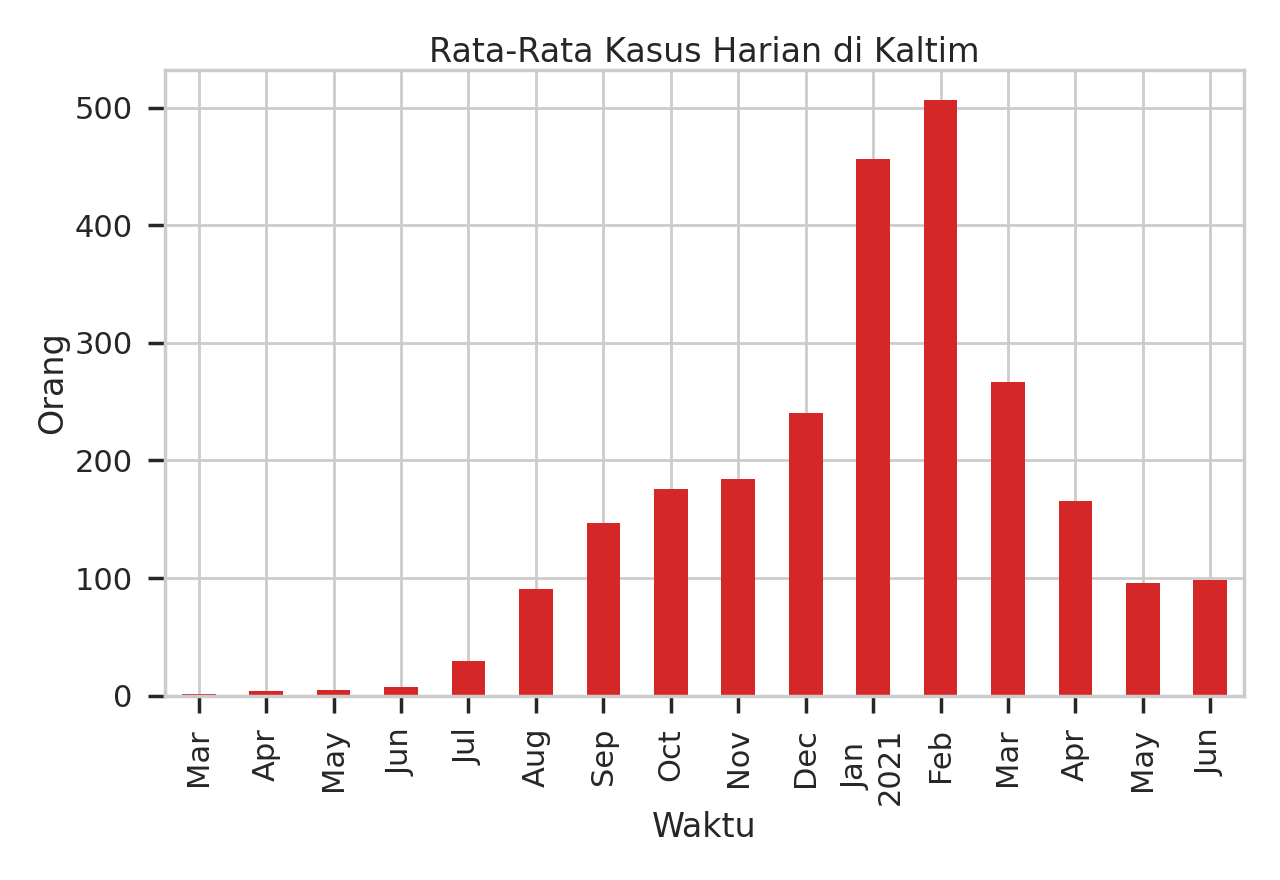 Rata-Rata Kasus Harian di Kaltim
500
400
300
200
100
0
Orang
Mar
Apr
May
Jun
Jul
Aug
Sep
Oct
Nov
Dec
Jan
2021
Feb
Mar
Apr
May
Jun
Waktu